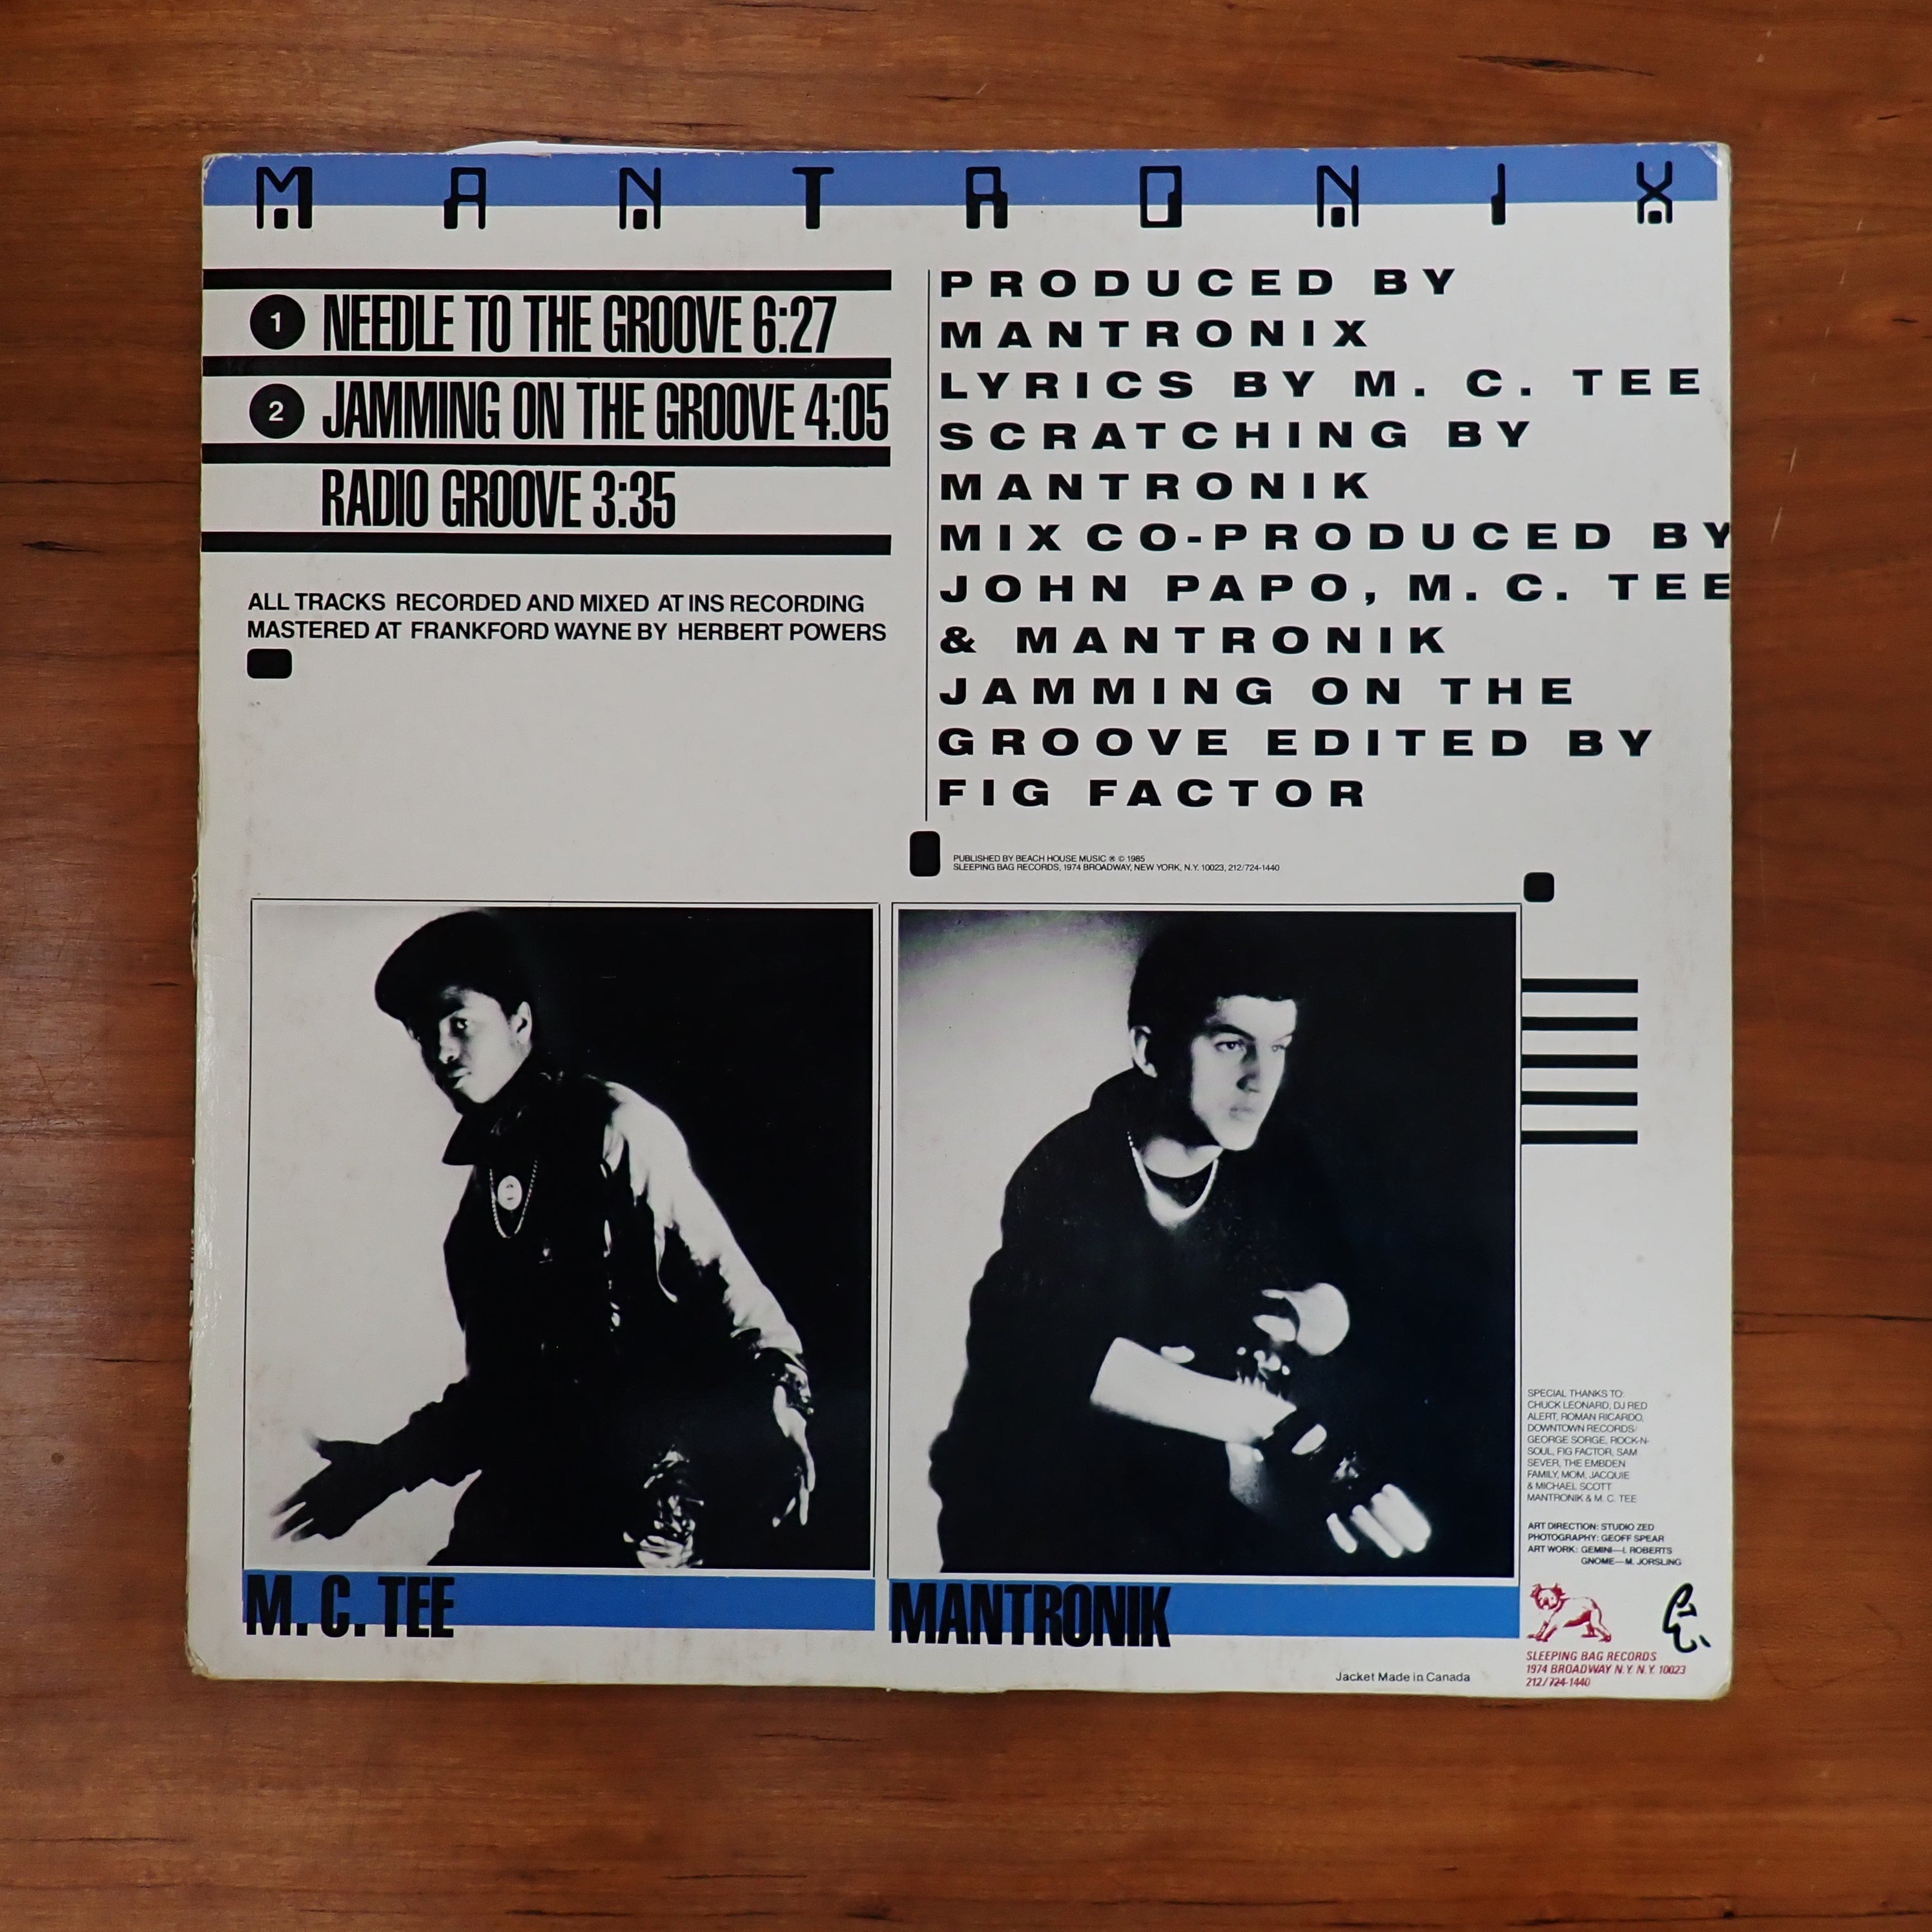 MANTRONIX
1 NEEDLE TO THE GROOVE 6:27
2 JAMMING ON THE GROOVE 4:05
RADIO GROOVE 3:35
ALL TRACKS RECORDED AND MIXED AT INS RECORDING
MASTERED AT FRANKFORD WAYNE BY HERBERT POWERS
PRODUCED BY
MANTRONIX
LYRICS BY M. C. TEE
SCRATCHING BY
MANTRONIK
MIX CO-PRODUCED BY
JOHN PAPO, M. C. TEE
& MANTRONIK
JAMMING ON THE
GROOVE EDITED BY
FIG FACTOR
PUBLISHED BY BEACH HOUSE MUSIC ℗ © 1985
SLEEPING BAG RECORDS, 1974 BROADWAY, NEW YORK, N.Y. 10023, 212/724-1440
M. C. TEE
MANTRONIK
SPECIAL THANKS TO:
CHUCK LEONARD, DJ RED
ALERT, ROMAN RICARDO,
DOWNTOWN RECORDS/
GEORGE SORGE, ROCK-N-
SOUL, FIG FACTOR, SAM
SEVER, THE EMBDEN
FAMILY, MOM, JACQUIE
& MICHAEL SCOTT
MANTRONIK & M. C. TEE
ART DIRECTION: STUDIO ZED
PHOTOGRAPHY: GEOFF SPEAR
ART WORK: GEMINI—I. ROBERTS
GNOME—M. JORSLING
SLEEPING BAG RECORDS
1974 BROADWAY N.Y. N.Y. 10023
212/724-1440
Jacket Made in Canada